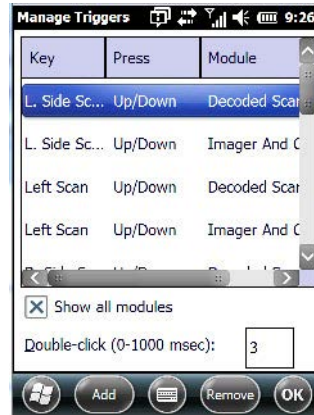 Manage Triggers 9:26
Key Press Module
L. Side Sc... Up/Down Decoded Scan
L. Side Sc... Up/Down Imager And C
Left Scan Up/Down Decoded Scan
Left Scan Up/Down Imager And C
Show all modules
Double-click (0-1000 msec): 3
Add Remove OK